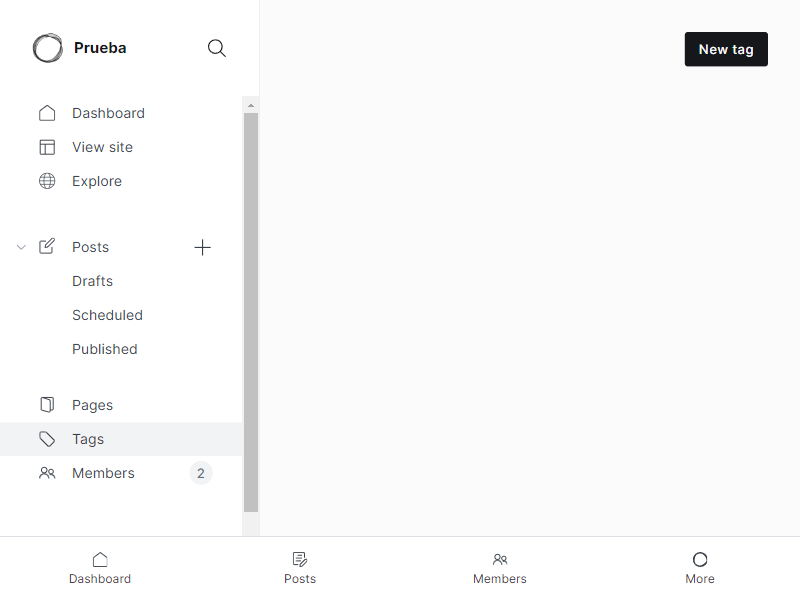 Prueba
New tag
Dashboard
View site
Explore
Posts
Drafts
Scheduled
Published
Pages
Tags
Members 2
Dashboard
Posts
Members
More